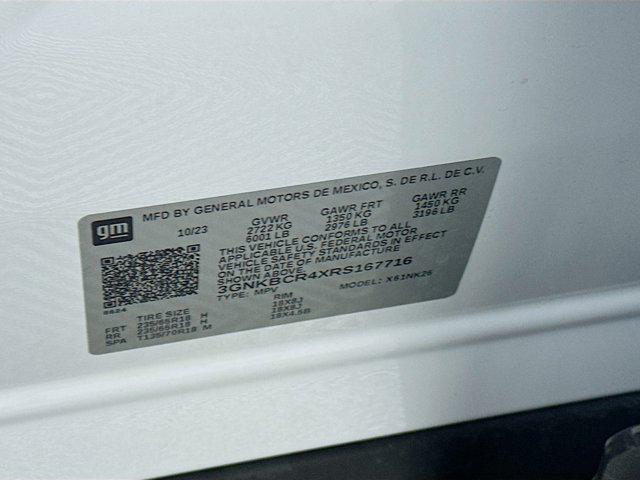 gm
MFD BY GENERAL MOTORS DE MEXICO, S. DE R.L. DE C.V.
10/23 GVWR GAWR FRT GAWR RR
2722 KG 1350 KG 1450 KG
6001 LB 2976 LB 3196 LB
THIS VEHICLE CONFORMS TO ALL
APPLICABLE U.S. FEDERAL MOTOR
VEHICLE SAFETY STANDARDS IN EFFECT
ON THE DATE OF MANUFACTURE
SHOWN ABOVE.
3GNKBCR4XRS167716
TYPE: MPV MODEL: X61NK26
8624
TIRE SIZE RIM
FRT 235/65R18 H 18X8J
RR 235/65R18 H 18X8J
SPA T135/70R18 M 18X4.5B